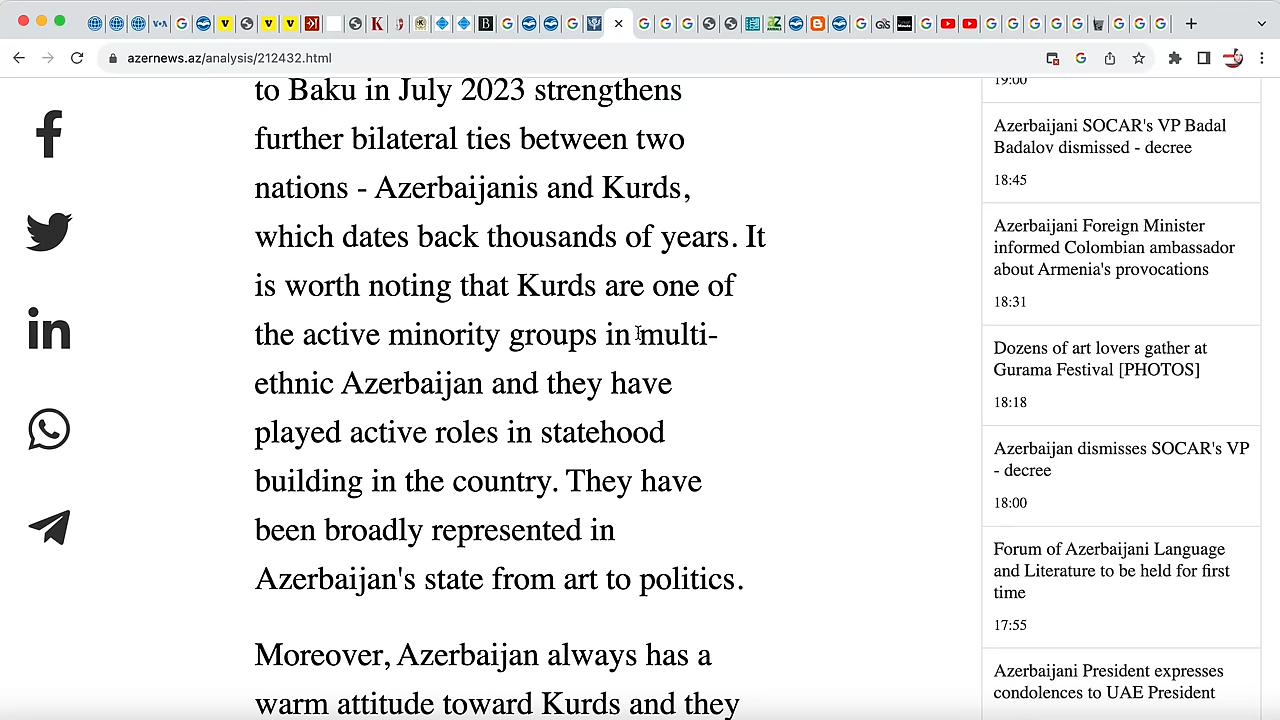 azernews.az/analysis/212432.html
to Baku in July 2023 strengthens
further bilateral ties between two
nations - Azerbaijanis and Kurds,
which dates back thousands of years. It
is worth noting that Kurds are one of
the active minority groups in multi-
ethnic Azerbaijan and they have
played active roles in statehood
building in the country. They have
been broadly represented in
Azerbaijan's state from art to politics.
Moreover, Azerbaijan always has a
warm attitude toward Kurds and they
19:00
Azerbaijani SOCAR's VP Badal
Badalov dismissed - decree
18:45
Azerbaijani Foreign Minister
informed Colombian ambassador
about Armenia's provocations
18:31
Dozens of art lovers gather at
Gurama Festival [PHOTOS]
18:18
Azerbaijan dismisses SOCAR's VP
- decree
18:00
Forum of Azerbaijani Language
and Literature to be held for first
time
17:55
Azerbaijani President expresses
condolences to UAE President